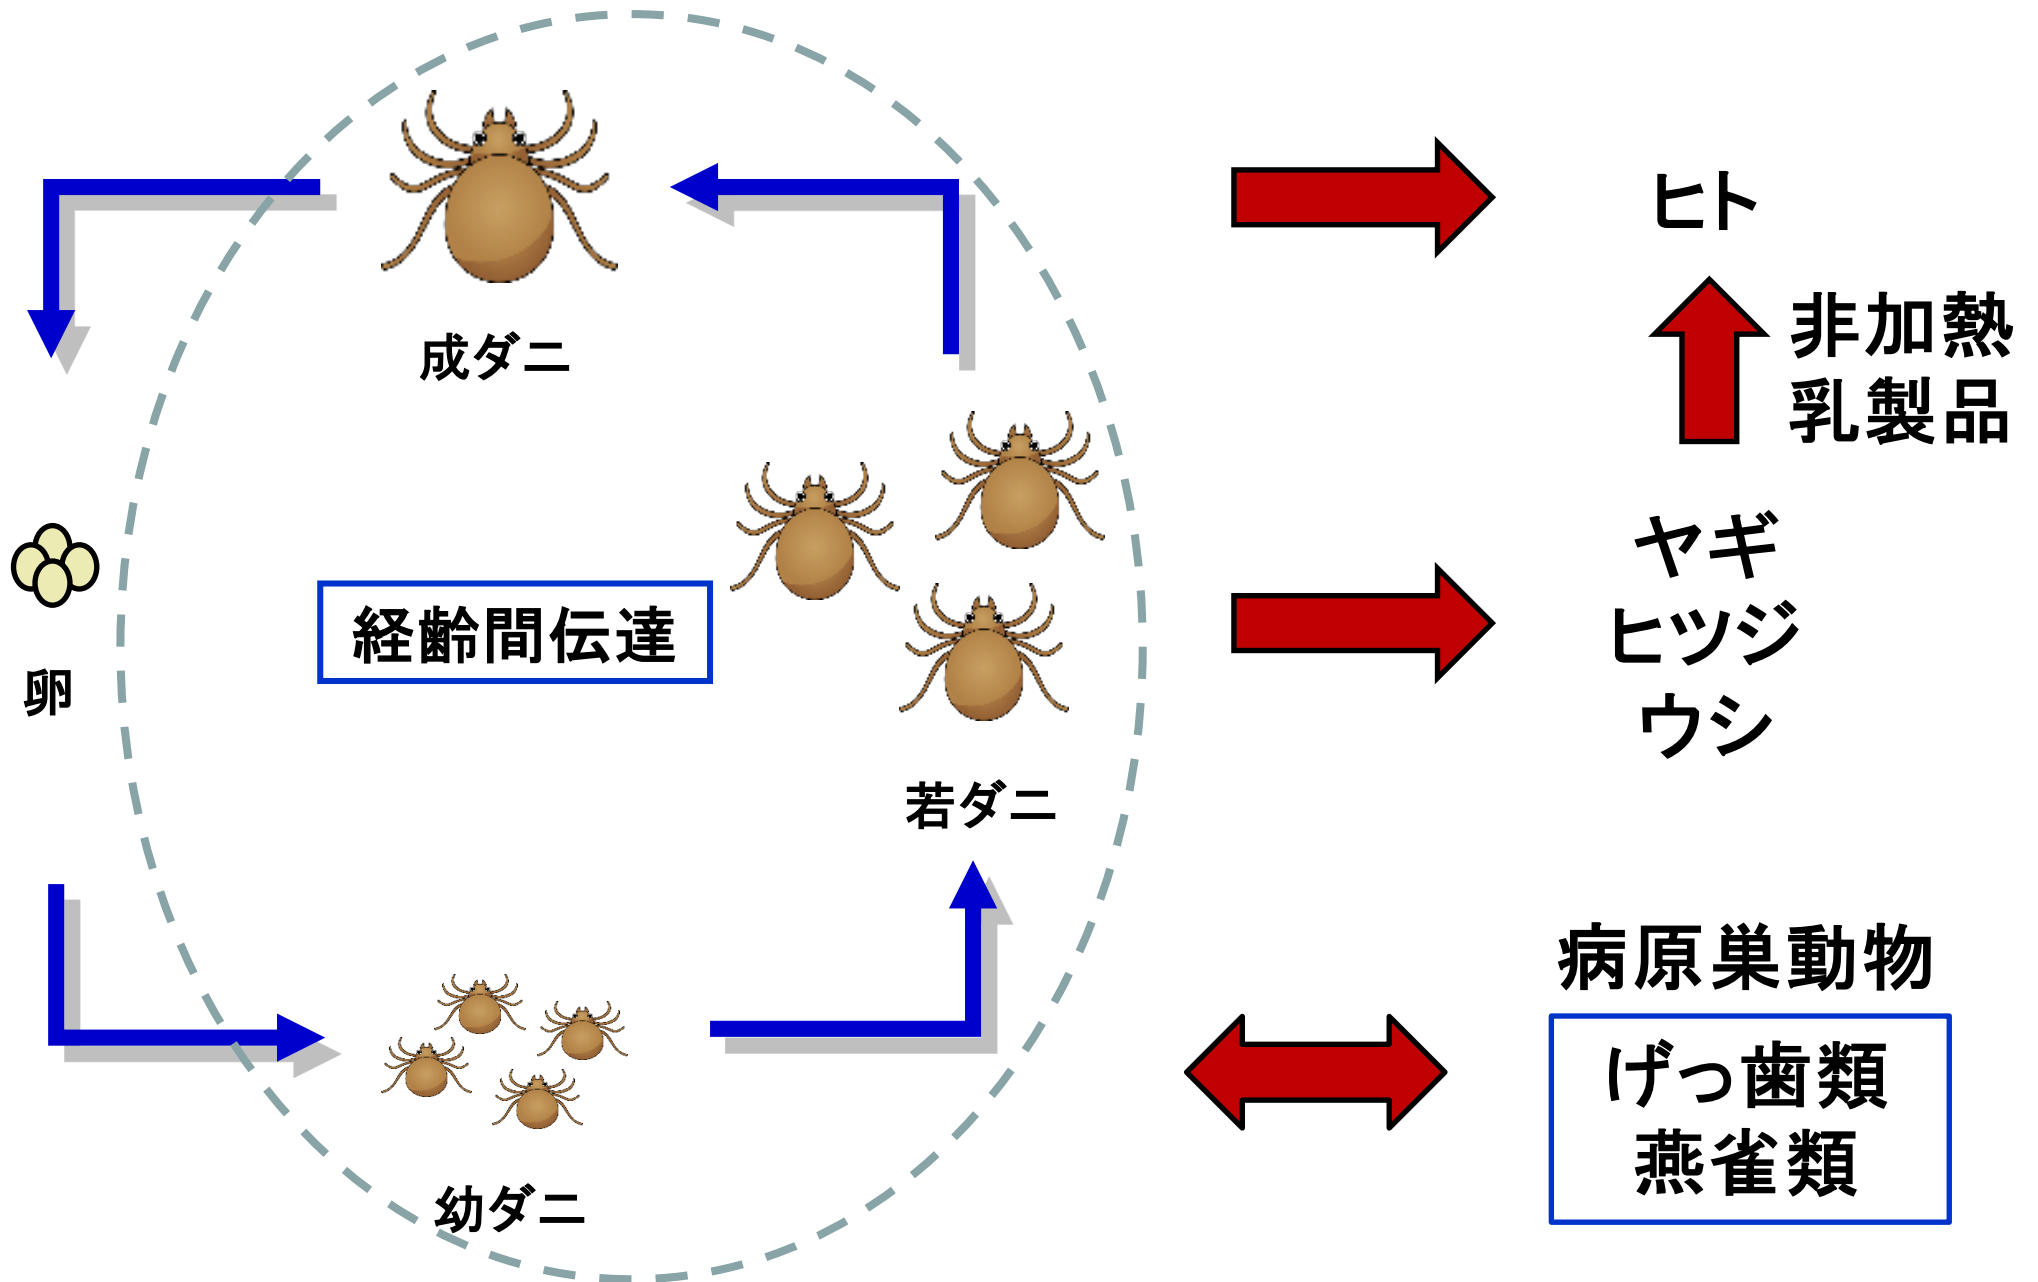 成ダニ
卵
経齢間伝達
若ダニ
幼ダニ
ヒト
非加熱
乳製品
ヤギ
ヒツジ
ウシ
病原巣動物
げっ歯類
燕雀類